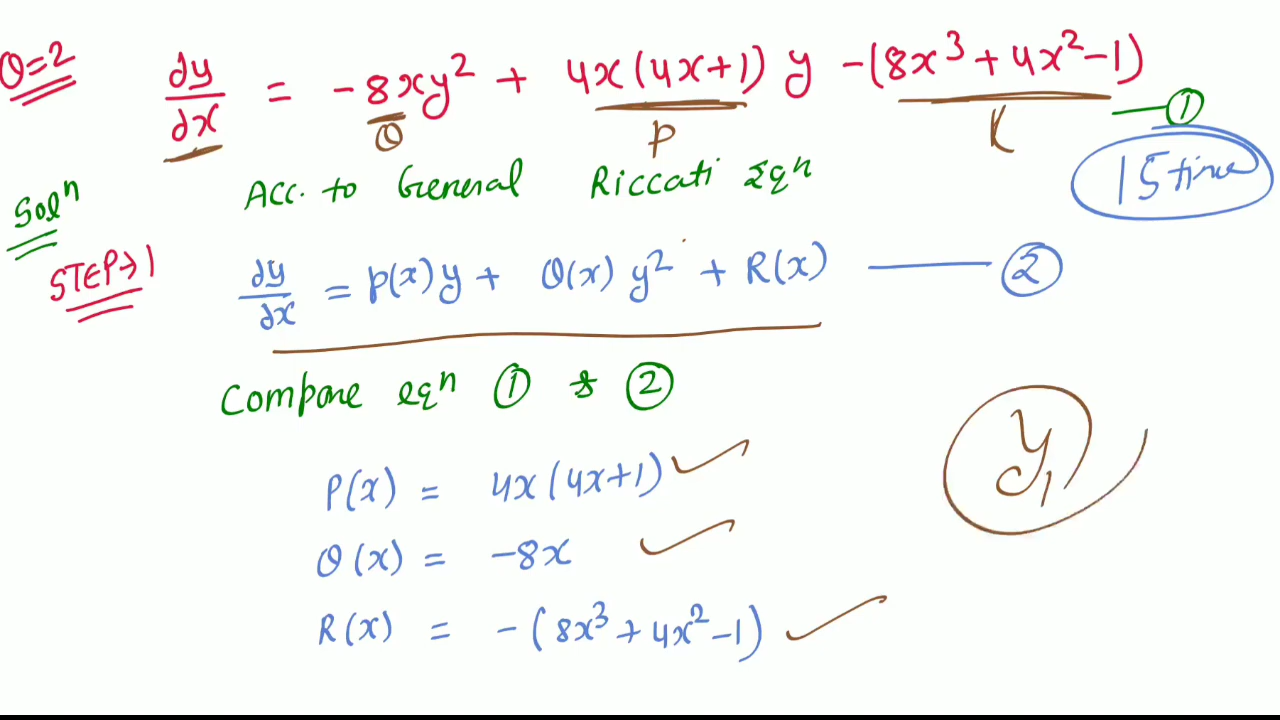 Q=2
dy/dx = -8xy² + 4x(4x+1) y -(8x³+4x²-1) —①
Q P
15 time
Solⁿ
Acc. to General Riccati Eqⁿ
STEP→1
dy/dx = P(x)y + Q(x) y² + R(x) —②
Compare eqⁿ ① & ②
P(x) = 4x(4x+1) ✓
Q(x) = -8x ✓
R(x) = -(8x³+4x²-1) ✓
y₁